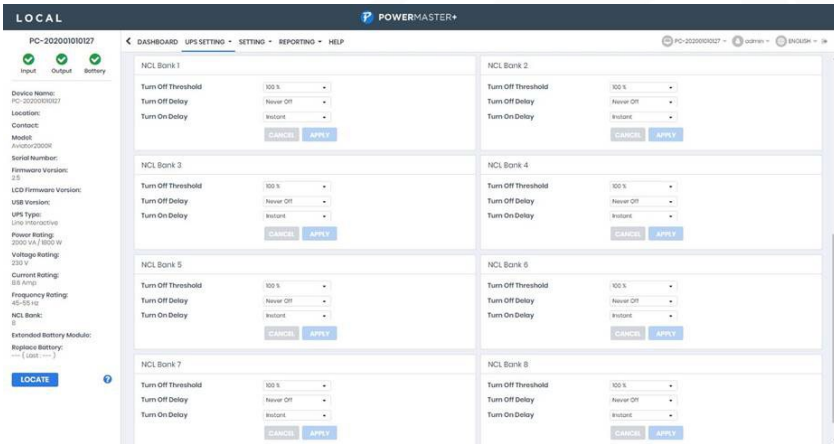 LOCAL
POWERMASTER+
PC-202001010127
DASHBOARD UPS SETTING SETTING REPORTING HELP
PC-202001010127 admin ENGLISH
Input Output Battery
Device Name:
PC-202001010127
Location:
Contact:
Model:
Aviator2000R
Serial Number:
Firmware Version:
2.5
LCD Firmware Version:
USB Version:
UPS Type:
Line Interactive
Power Rating:
2000 VA / 1800 W
Voltage Rating:
230 V
Current Rating:
8.6 Amp
Frequency Rating:
45-65 Hz
NCL Bank:
8
Extended Battery Module:
Replace Battery:
--- ( Last : --- )
LOCATE
?
NCL Bank 1
Turn Off Threshold 100 %
Turn Off Delay Never Off
Turn On Delay Instant
CANCEL APPLY
NCL Bank 2
Turn Off Threshold 100 %
Turn Off Delay Never Off
Turn On Delay Instant
CANCEL APPLY
NCL Bank 3
Turn Off Threshold 100 %
Turn Off Delay Never Off
Turn On Delay Instant
CANCEL APPLY
NCL Bank 4
Turn Off Threshold 100 %
Turn Off Delay Never Off
Turn On Delay Instant
CANCEL APPLY
NCL Bank 5
Turn Off Threshold 100 %
Turn Off Delay Never Off
Turn On Delay Instant
CANCEL APPLY
NCL Bank 6
Turn Off Threshold 100 %
Turn Off Delay Never Off
Turn On Delay Instant
CANCEL APPLY
NCL Bank 7
Turn Off Threshold 100 %
Turn Off Delay Never Off
Turn On Delay Instant
CANCEL APPLY
NCL Bank 8
Turn Off Threshold 100 %
Turn Off Delay Never Off
Turn On Delay Instant
CANCEL APPLY